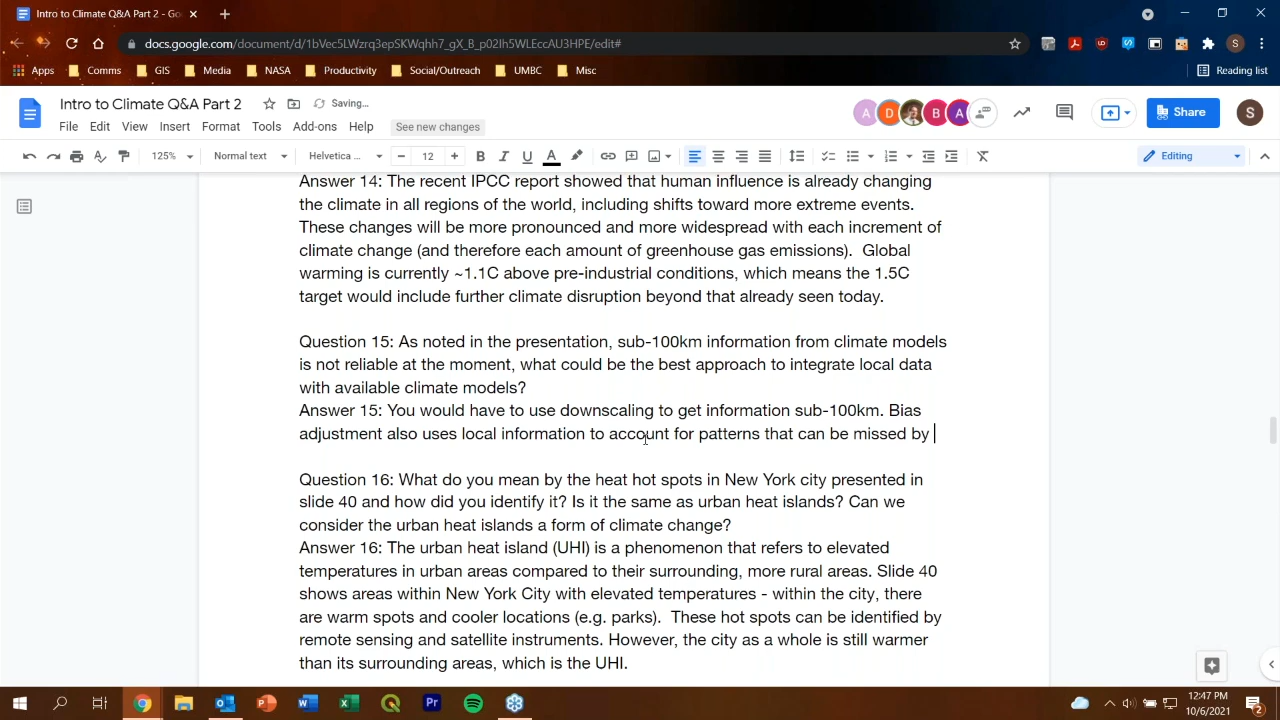 Intro to Climate Q&A Part 2 - Go
docs.google.com/document/d/1bVec5LWzrq3epSKWqhh7_gX_B_p02Ih5WLEccAU3HPE/edit#
S
Apps Comms GIS Media NASA Productivity Social/Outreach UMBC Misc Reading list
Intro to Climate Q&A Part 2 Saving...
A D B A Share S
File Edit View Insert Format Tools Add-ons Help See new changes
125% Normal text Helvetica ... 12 B I U A Editing
Answer 14: The recent IPCC report showed that human influence is already changing
the climate in all regions of the world, including shifts toward more extreme events.
These changes will be more pronounced and more widespread with each increment of
climate change (and therefore each amount of greenhouse gas emissions).  Global
warming is currently ~1.1C above pre-industrial conditions, which means the 1.5C
target would include further climate disruption beyond that already seen today.
Question 15: As noted in the presentation, sub-100km information from climate models
is not reliable at the moment, what could be the best approach to integrate local data
with available climate models?
Answer 15: You would have to use downscaling to get information sub-100km. Bias
adjustment also uses local information to account for patterns that can be missed by
Question 16: What do you mean by the heat hot spots in New York city presented in
slide 40 and how did you identify it? Is it the same as urban heat islands? Can we
consider the urban heat islands a form of climate change?
Answer 16: The urban heat island (UHI) is a phenomenon that refers to elevated
temperatures in urban areas compared to their surrounding, more rural areas. Slide 40
shows areas within New York City with elevated temperatures - within the city, there
are warm spots and cooler locations (e.g. parks).  These hot spots can be identified by
remote sensing and satellite instruments. However, the city as a whole is still warmer
than its surrounding areas, which is the UHI.
12:47 PM
10/6/2021
2